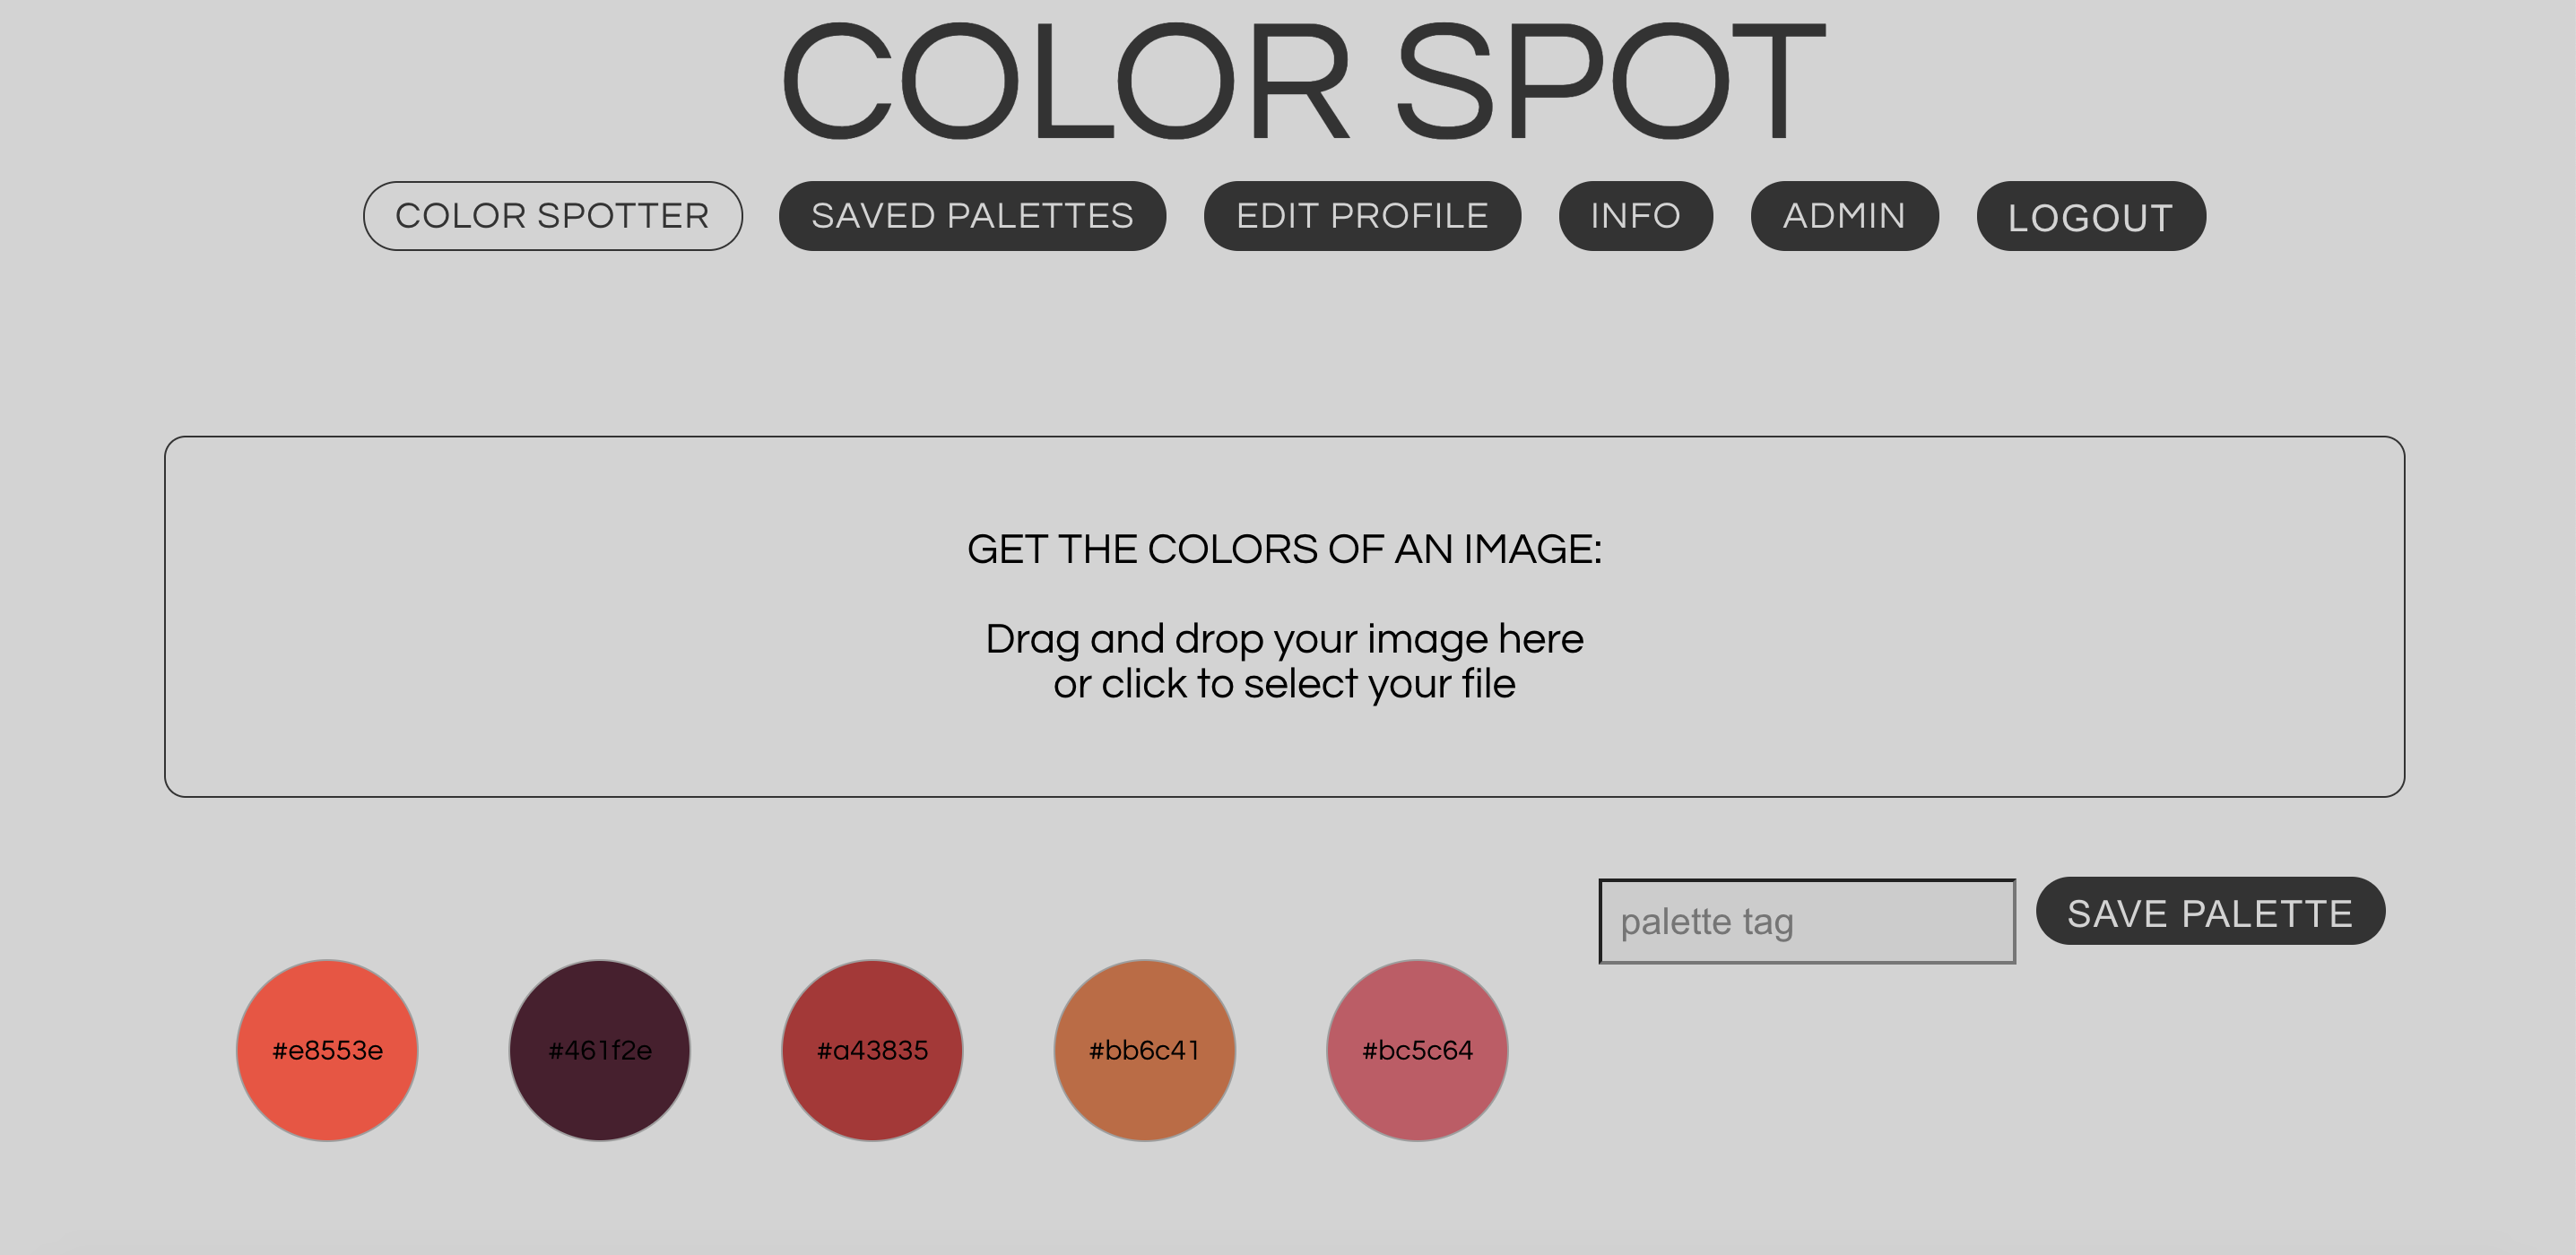 COLOR SPOT
COLOR SPOTTER SAVED PALETTES EDIT PROFILE INFO ADMIN LOGOUT
GET THE COLORS OF AN IMAGE:
Drag and drop your image here
or click to select your file
palette tag SAVE PALETTE
#e8553e #461f2e #a43835 #bb6c41 #bc5c64